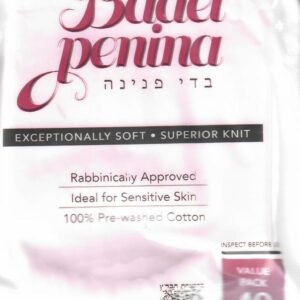 Badei
penina
בדי פנינה
EXCEPTIONALLY SOFT • SUPERIOR KNIT
Rabbinically Approved
Ideal for Sensitive Skin
100% Pre-washed Cotton
INSPECT BEFORE
VALUE
PACK